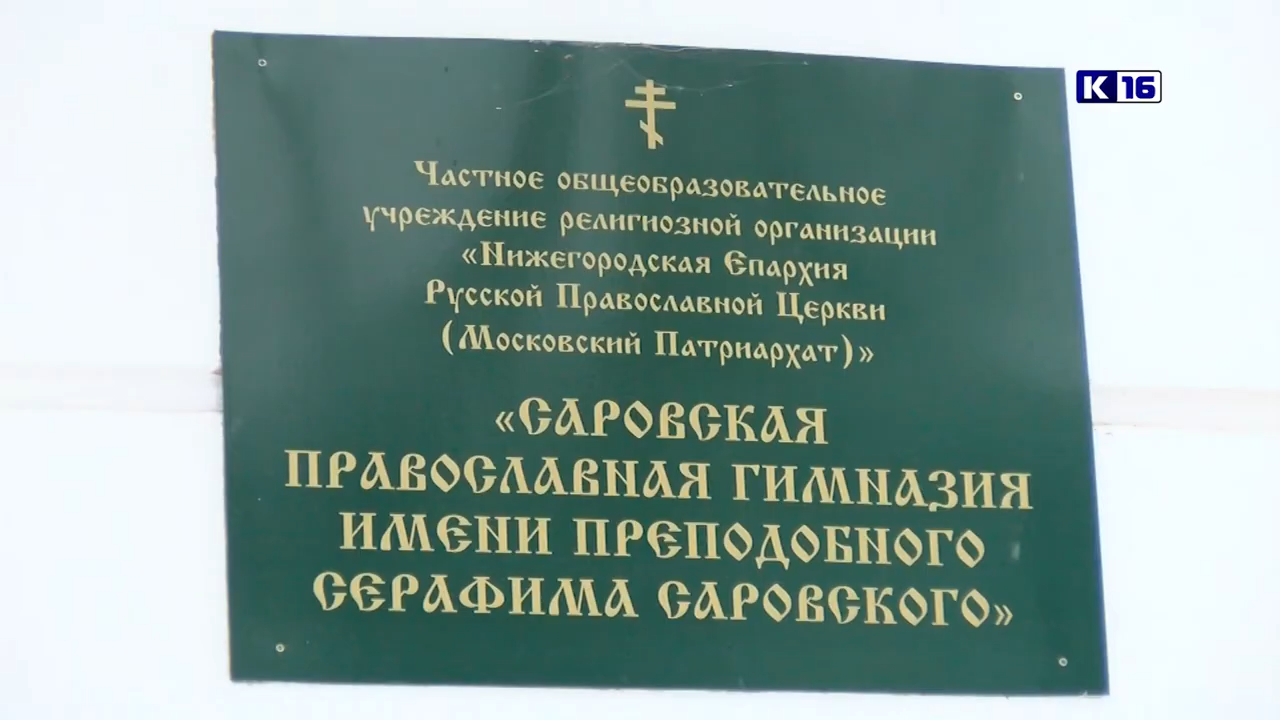 К 16
Частное общеобразовательное
учреждение религиозной организации
«Нижегородская Епархия
Русской Православной Церкви
(Московский Патриархат)»
«САРОВСКАЯ
ПРАВОСЛАВНАЯ ГИМНАЗИЯ
ИМЕНИ ПРЕПОДОБНОГО
СЕРАФИМА САРОВСКОГО»